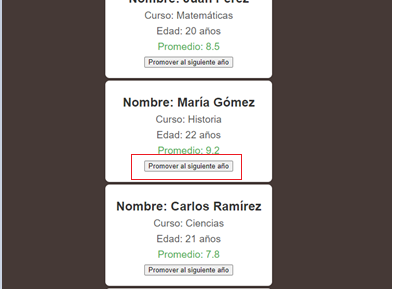 Nombre: Juan Pérez
Curso: Matemáticas
Edad: 20 años
Promedio: 8.5
Promover al siguiente año
Nombre: María Gómez
Curso: Historia
Edad: 22 años
Promedio: 9.2
Promover al siguiente año
Nombre: Carlos Ramírez
Curso: Ciencias
Edad: 21 años
Promedio: 7.8
Promover al siguiente año